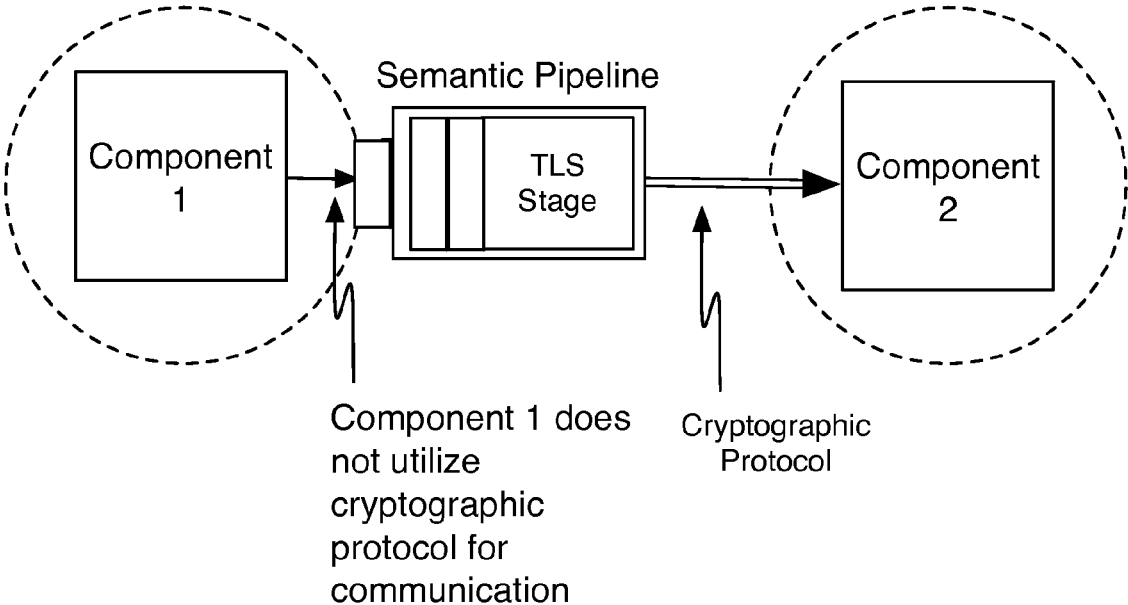 Semantic Pipeline
Component
1
TLS
Stage
Component
2
Component 1 does
not utilize
cryptographic
protocol for
communication
Cryptographic
Protocol